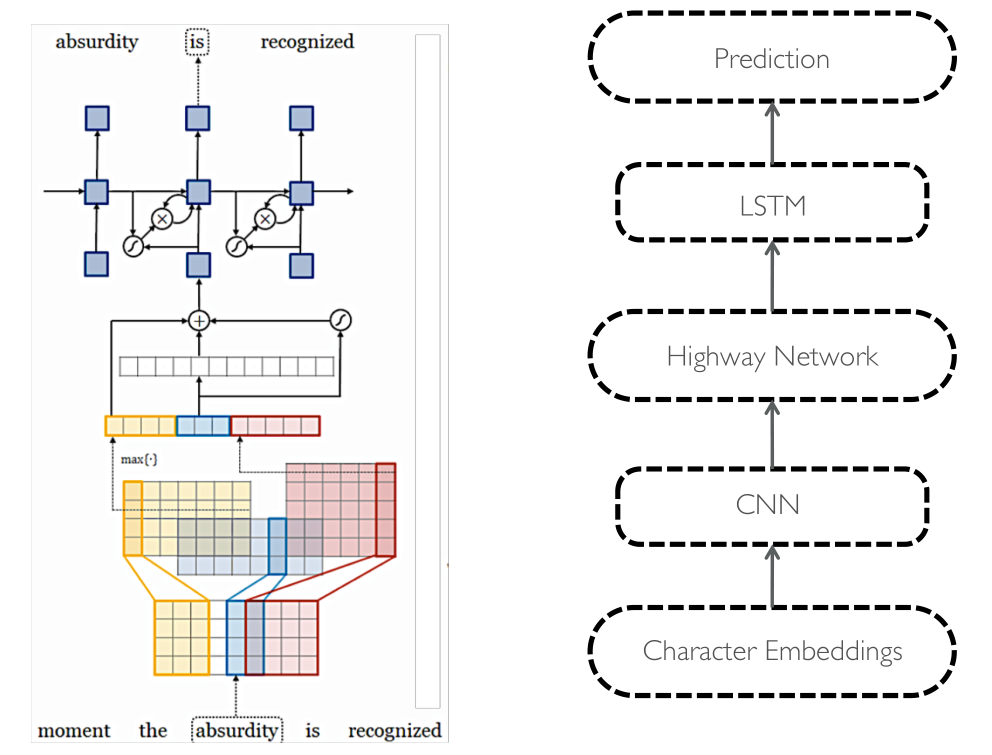 absurdity is recognized
max{·}
moment the absurdity is recognized
Prediction
LSTM
Highway Network
CNN
Character Embeddings